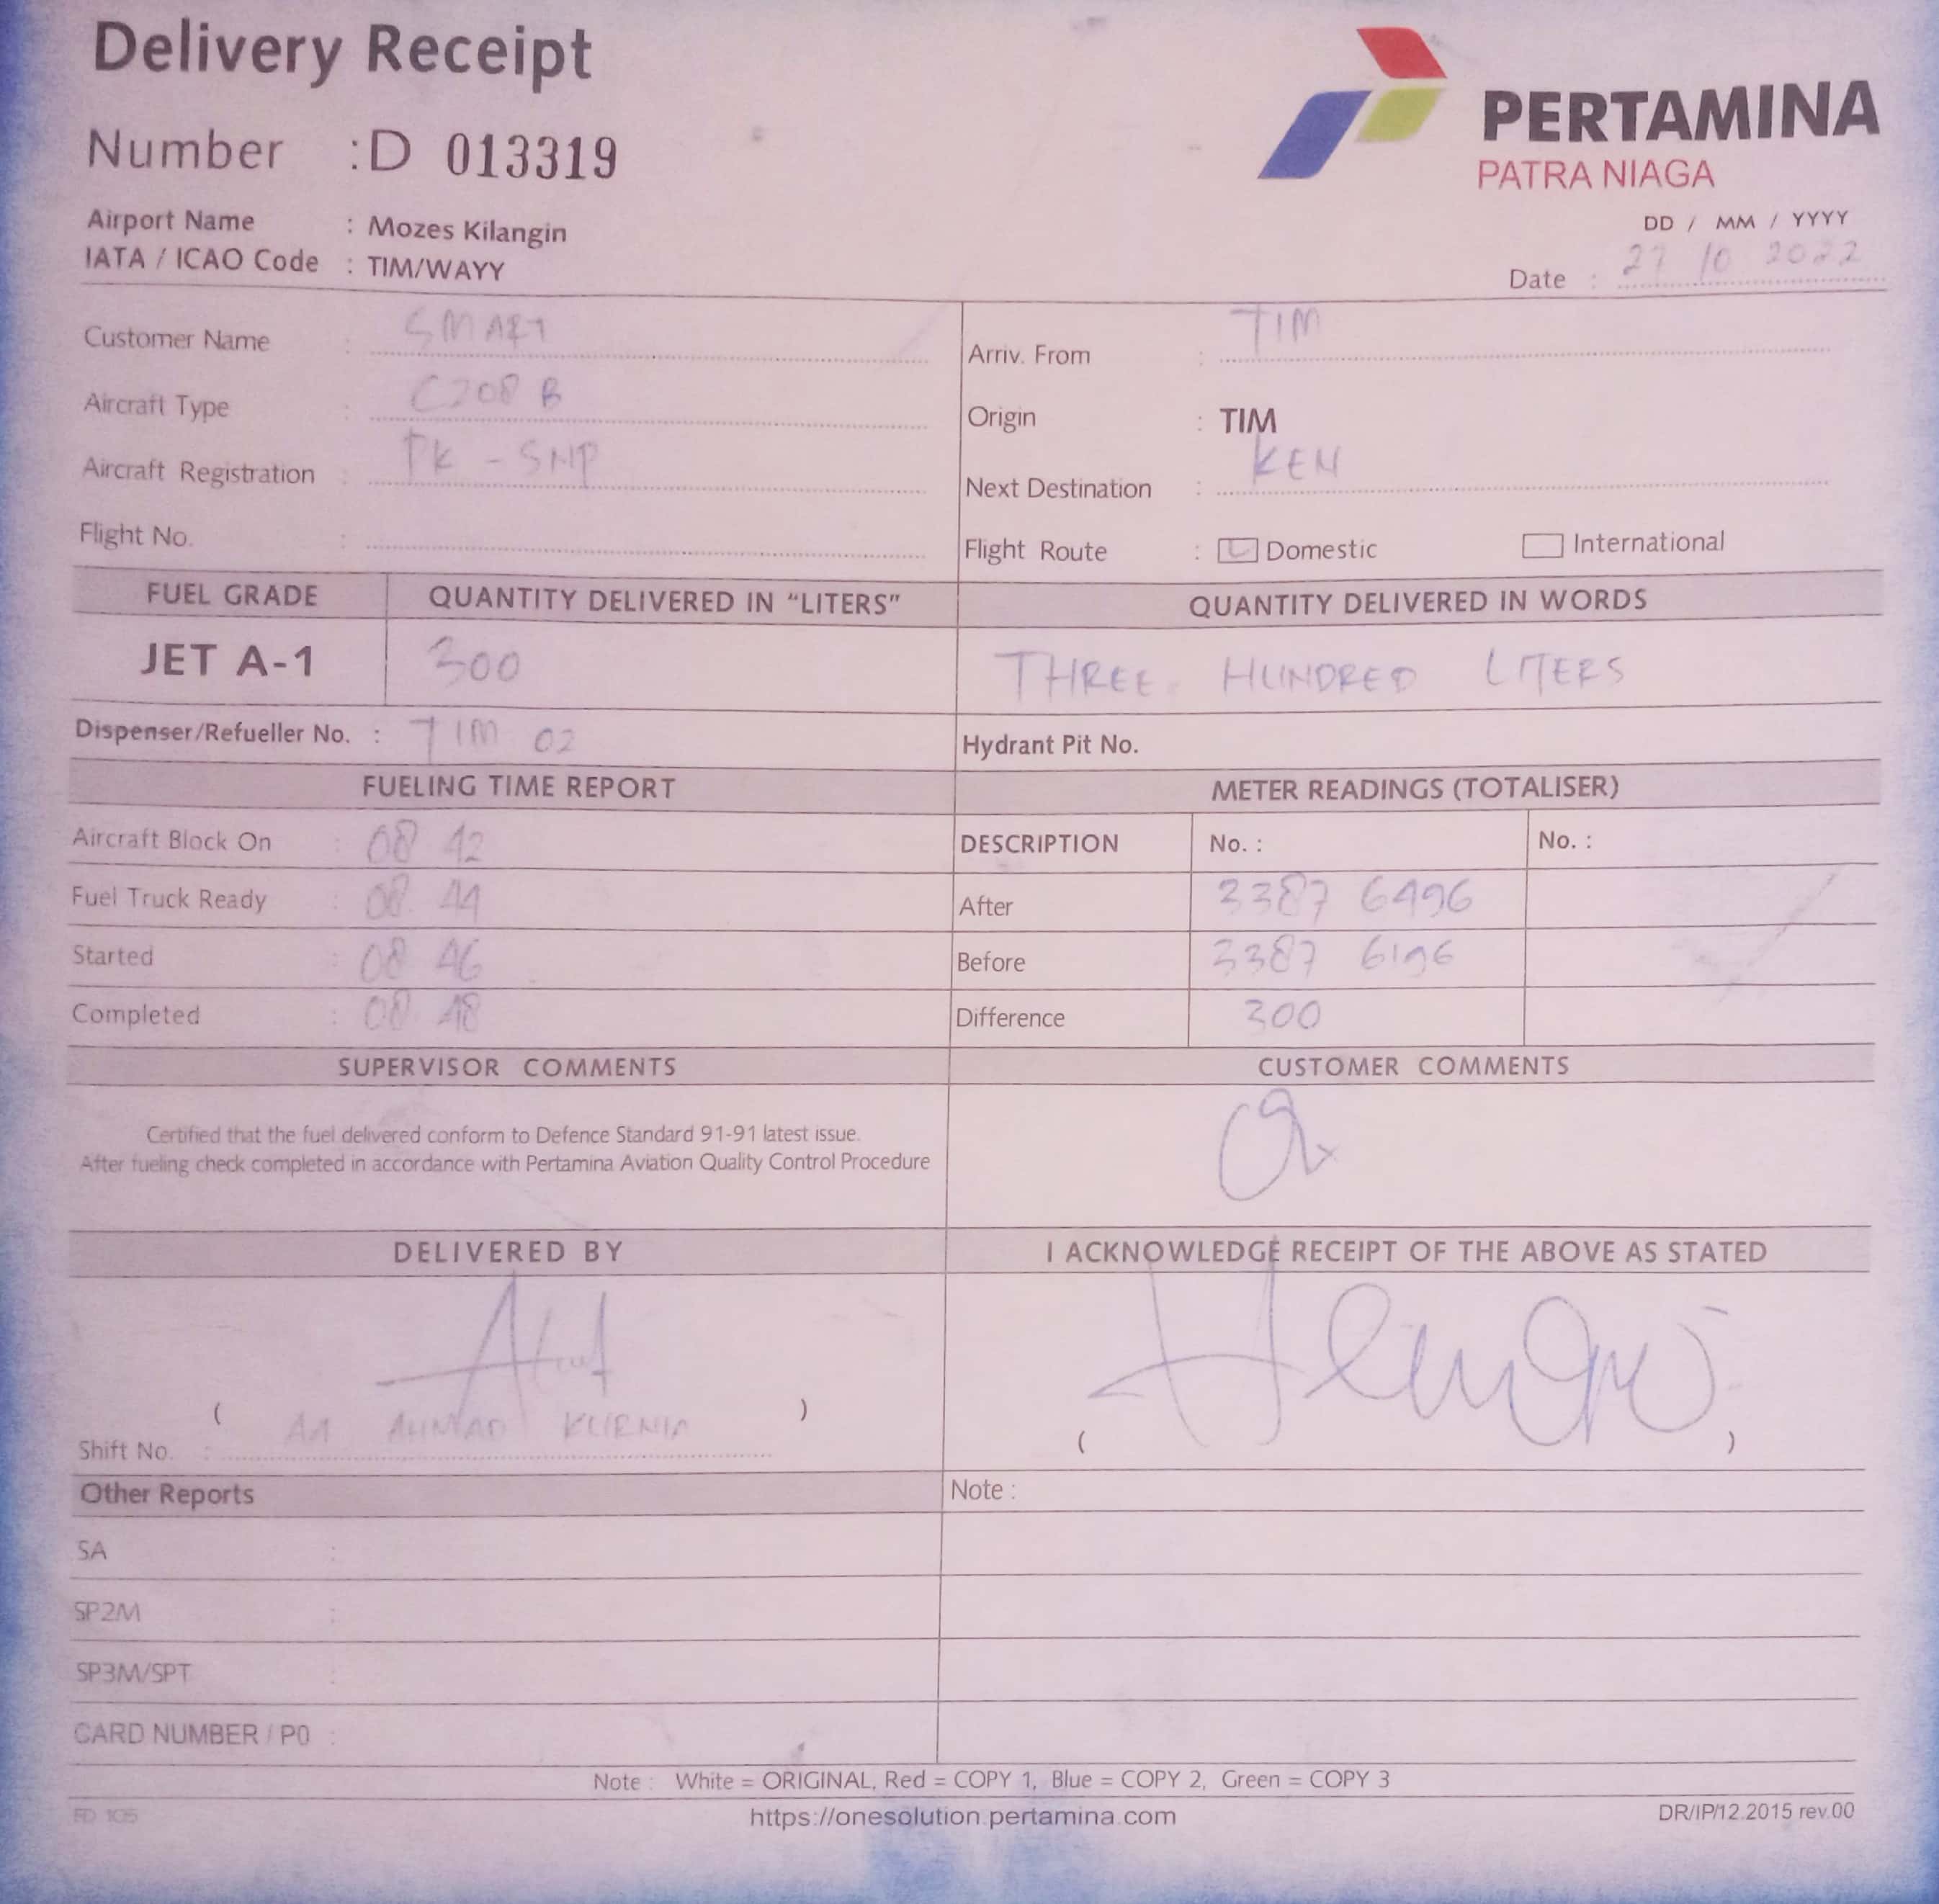 Delivery Receipt
PERTAMINA
PATRA NIAGA
Number : D 013319
Airport Name : Mozes Kilangin
IATA / ICAO Code : TIM/WAYY
DD / MM / YYYY
Date : 27 10 2022
Customer Name : SMART
Arriv. From : TIM
Aircraft Type : C208 B
Origin : TIM
Aircraft Registration : PK - SNP
Next Destination : KEN
Flight No. :
Flight Route : Domestic International
FUEL GRADE QUANTITY DELIVERED IN "LITERS" QUANTITY DELIVERED IN WORDS
JET A-1 300 THREE HUNDRED LITERS
Dispenser/Refueller No. : TIM 02 Hydrant Pit No.
FUELING TIME REPORT METER READINGS (TOTALISER)
Aircraft Block On : 08 42 DESCRIPTION No. : No. :
Fuel Truck Ready : 08 44 After 3387 6496
Started : 08 46 Before 3387 6196
Completed : 08 48 Difference 300
SUPERVISOR COMMENTS CUSTOMER COMMENTS
Certified that the fuel delivered conform to Defence Standard 91-91 latest issue.
After fueling check completed in accordance with Pertamina Aviation Quality Control Procedure
DELIVERED BY I ACKNOWLEDGE RECEIPT OF THE ABOVE AS STATED
( AA AHMAD KURNIA ) ( )
Shift No. :
Other Reports Note :
SA :
SP2M :
SP3M/SPT :
CARD NUMBER / P0 :
Note : White = ORIGINAL, Red = COPY 1, Blue = COPY 2, Green = COPY 3
FD 105 https://onesolution.pertamina.com DR/IP/12.2015 rev.00